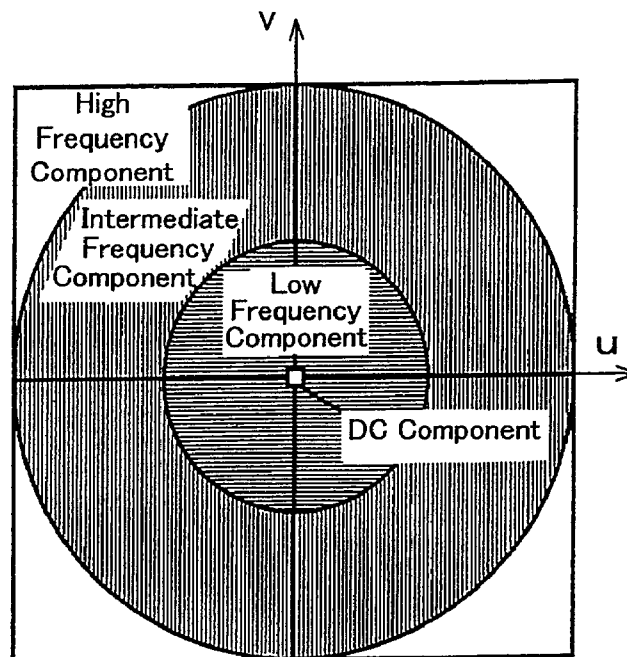 v
High
Frequency
Component
Intermediate
Frequency
Component
Low
Frequency
Component
u
DC Component